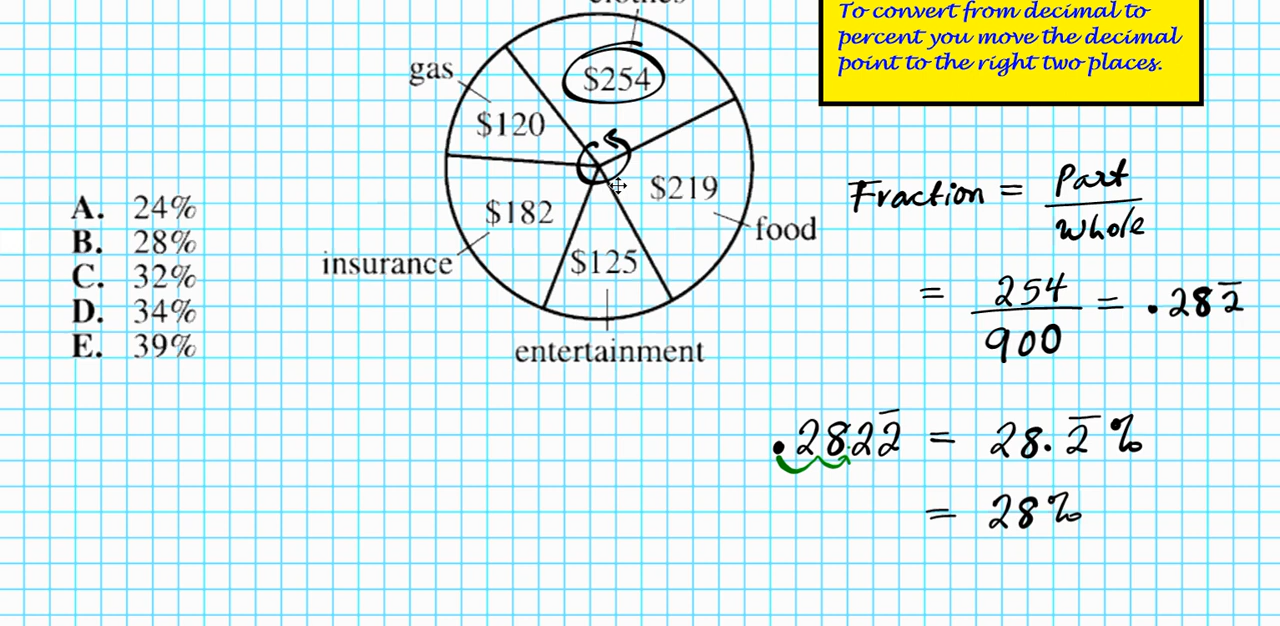 clothes
To convert from decimal to
percent you move the decimal
point to the right two places.
gas
$254
$120
$219
food
$182
insurance
$125
entertainment
A. 24%
B. 28%
C. 32%
D. 34%
E. 39%
Fraction = Part / Whole
= 254 / 900 = .282̅
.2822̅ = 28.2̅%
= 28%